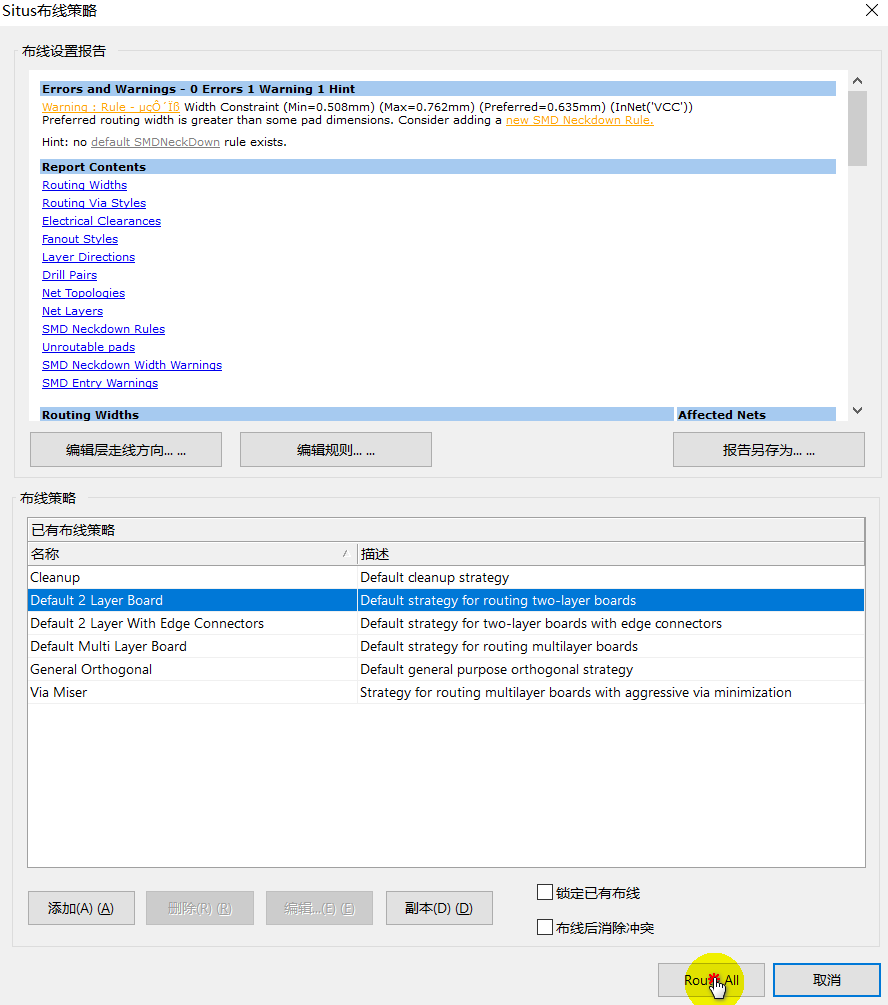 Situs布线策略
布线设置报告
Errors and Warnings - 0 Errors 1 Warning 1 Hint
Warning : Rule - µçÔ´Ïß Width Constraint (Min=0.508mm) (Max=0.762mm) (Preferred=0.635mm) (InNet('VCC'))
Preferred routing width is greater than some pad dimensions. Consider adding a new SMD Neckdown Rule.
Hint: no default SMDNeckDown rule exists.
Report Contents
Routing Widths
Routing Via Styles
Electrical Clearances
Fanout Styles
Layer Directions
Drill Pairs
Net Topologies
Net Layers
SMD Neckdown Rules
Unroutable pads
SMD Neckdown Width Warnings
SMD Entry Warnings
Routing Widths Affected Nets
编辑层走线方向... ... 编辑规则... ... 报告另存为... ...
布线策略
已有布线策略
名称 描述
Cleanup Default cleanup strategy
Default 2 Layer Board Default strategy for routing two-layer boards
Default 2 Layer With Edge Connectors Default strategy for two-layer boards with edge connectors
Default Multi Layer Board Default strategy for routing multilayer boards
General Orthogonal Default general purpose orthogonal strategy
Via Miser Strategy for routing multilayer boards with aggressive via minimization
添加(A) (A) 删除(R) (R) 编辑...(E) (E) 副本(D) (D) 锁定已有布线
布线后消除冲突
Route All 取消